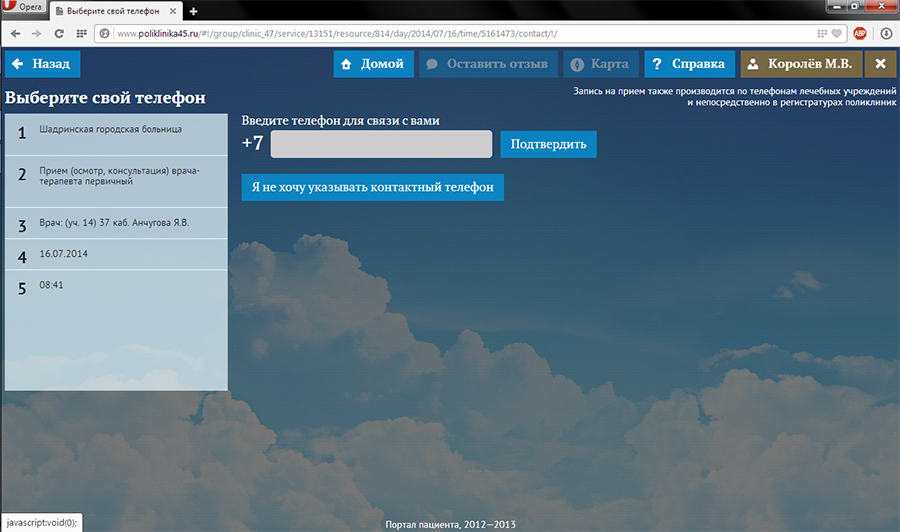 Opera
Выберите свой телефон
www.poliklinika45.ru/#!/group/clinic_47/service/13151/resource/814/day/2014/07/16/time/5161473/contact/!/
ABP
Назад
Домой
Оставить отзыв
Карта
Справка
Королёв М.В.
Выберите свой телефон
Запись на прием также производится по телефонам лечебных учреждений
и непосредственно в регистратурах поликлиник
1 Шадринская городская больница
2 Прием (осмотр, консультация) врача-
терапевта первичный
3 Врач: (уч. 14) 37 каб. Анчугова Я.В.
4 16.07.2014
5 08:41
Введите телефон для связи с вами
+7
Подтвердить
Я не хочу указывать контактный телефон
javascript:void(0);
Портал пациента, 2012—2013